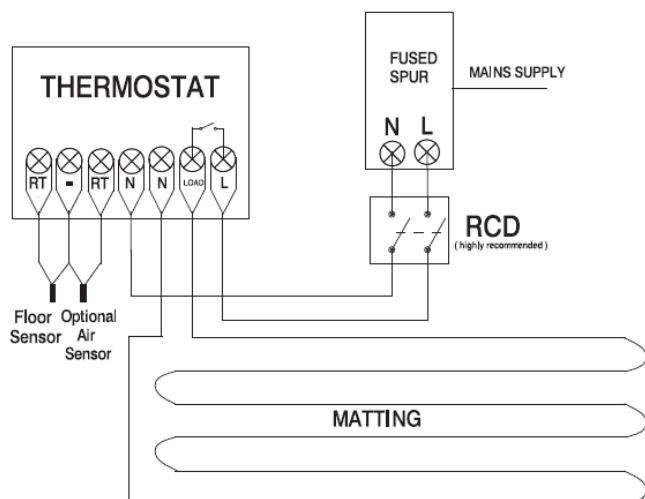 THERMOSTAT
RT - RT N N LOAD L
Floor
Sensor
Optional
Air
Sensor
FUSED
SPUR
MAINS SUPPLY
N L
RCD
( highly recommended )
MATTING